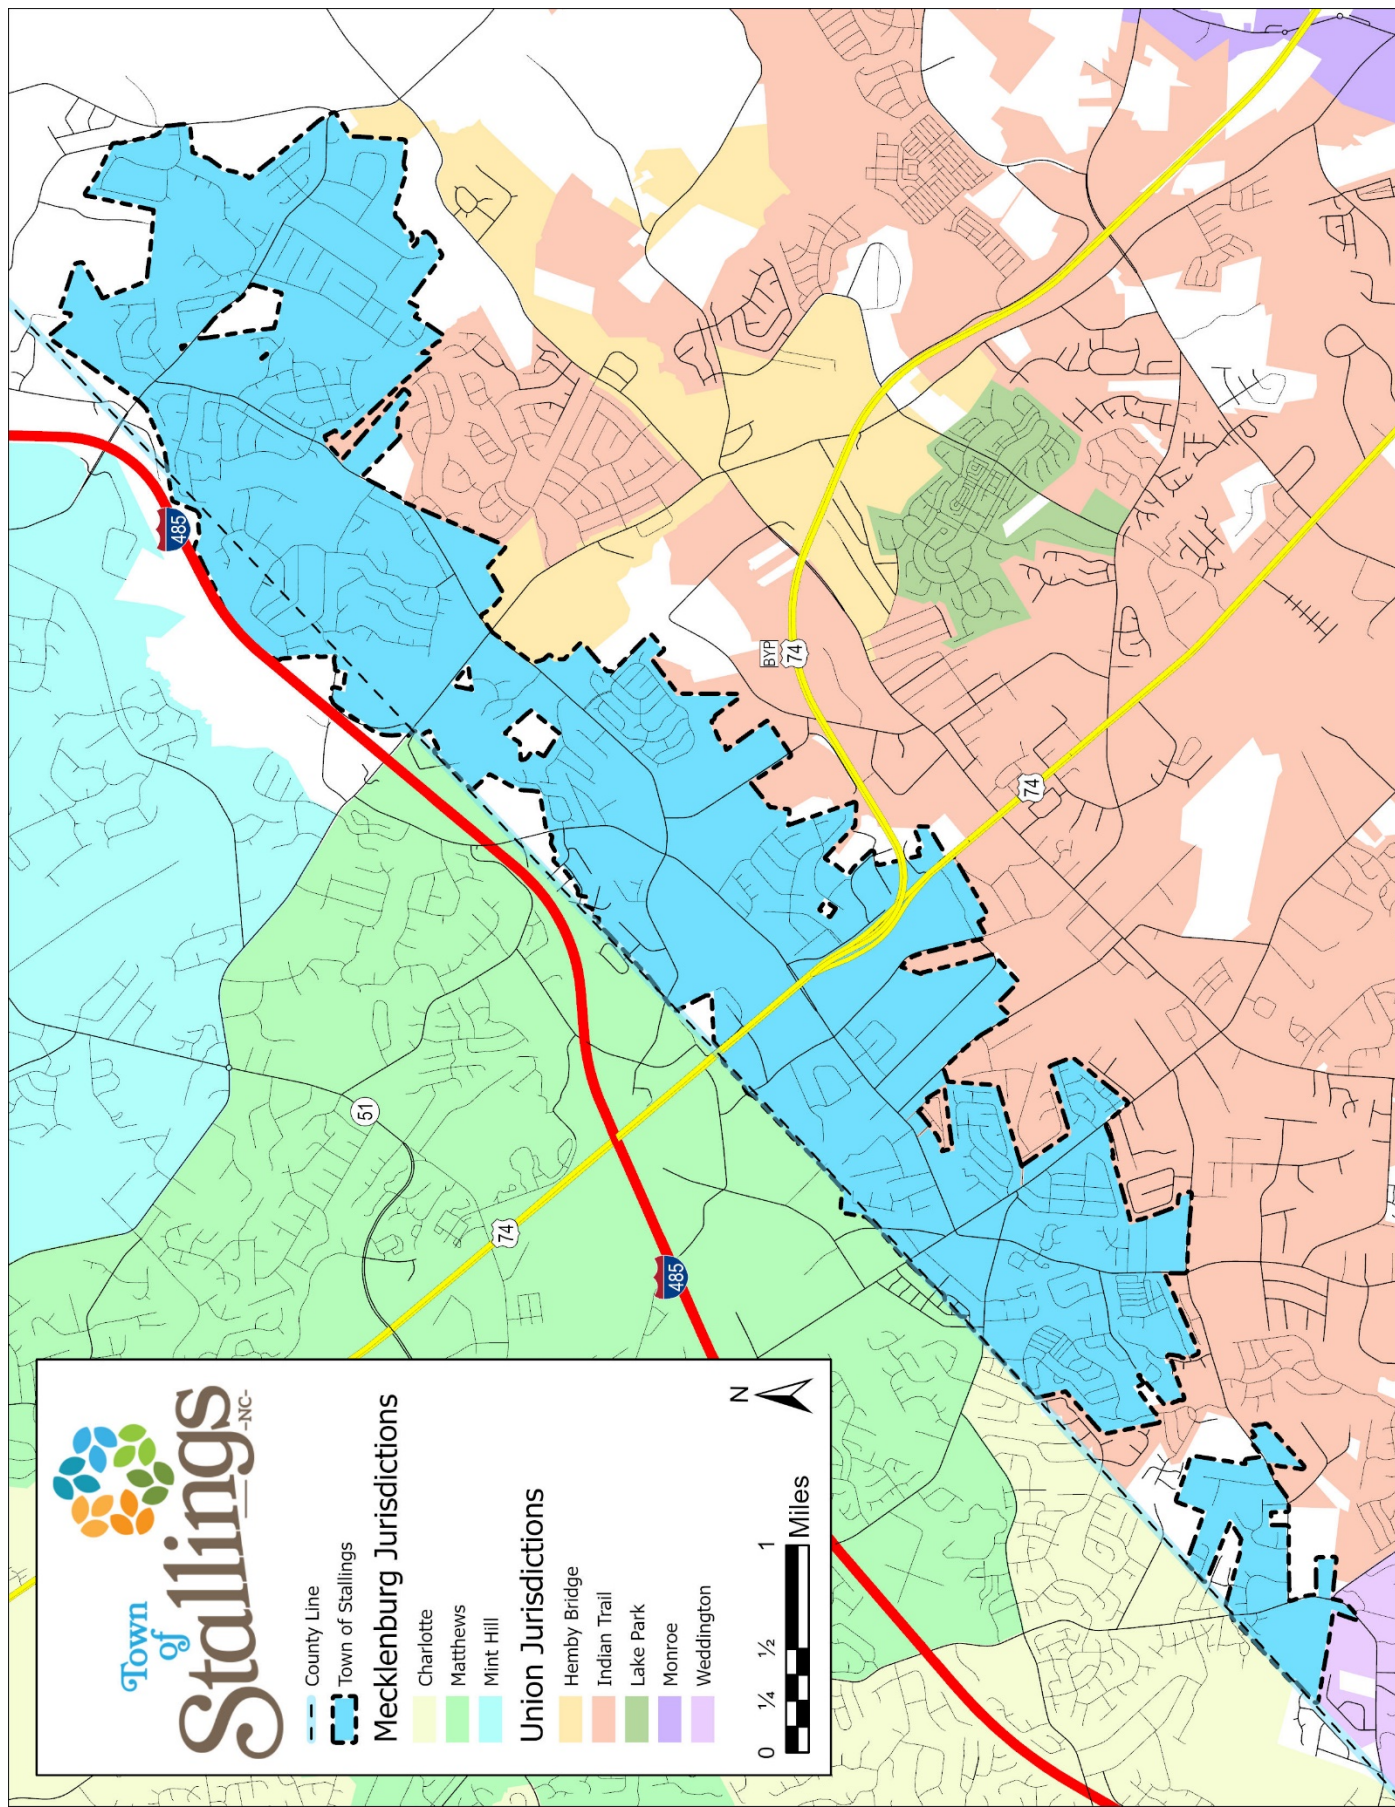 Town
of
Stallings
-NC-
County Line
Town of Stallings
Mecklenburg Jurisdictions
Charlotte
Matthews
Mint Hill
Union Jurisdictions
Hemby Bridge
Indian Trail
Lake Park
Monroe
Weddington
0 ¼ ½ 1
Miles
N
485
51
74
485
BYP
74
74